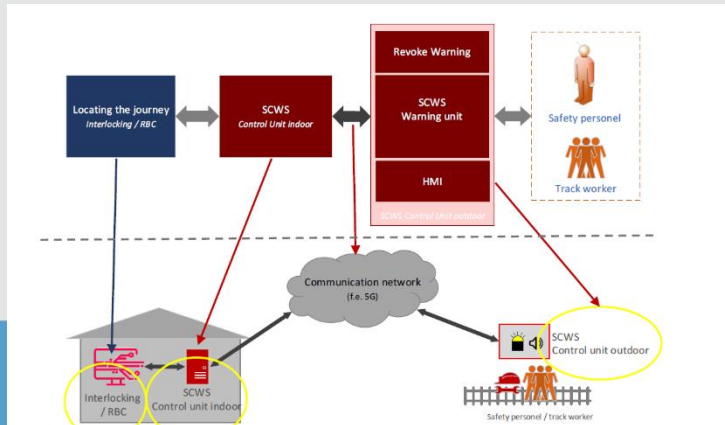 Revoke Warning
Locating the journey
Interlocking / RBC
SCWS
Control Unit indoor
SCWS
Warning unit
HMI
SCWS Control Unit outdoor
Safety personel
Track worker
Communication network
(f.e. 5G)
SCWS
Control unit outdoor
Interlocking
/ RBC
SCWS
Control unit indoor
Safety personnel / track worker